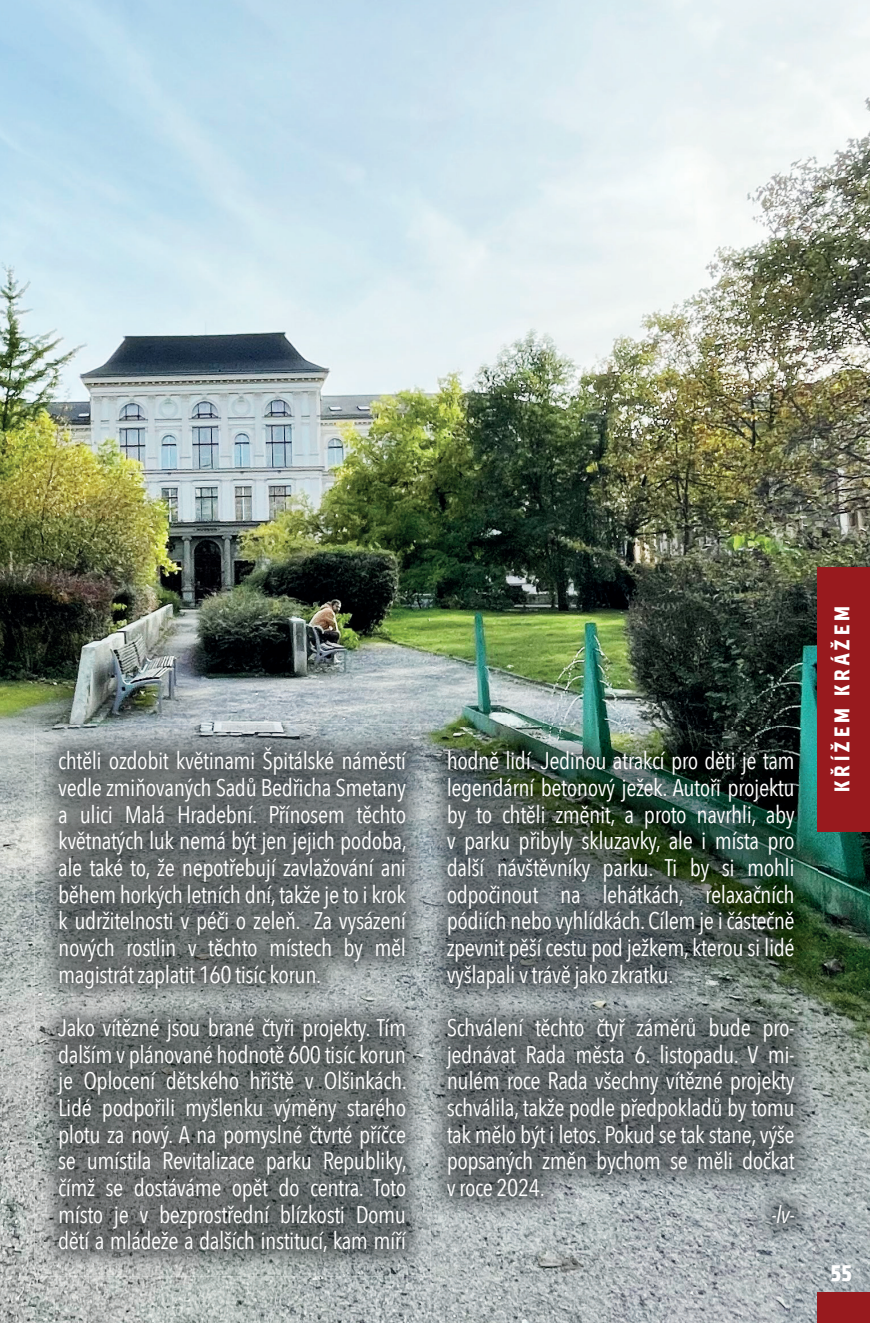 chtěli ozdobit květinami Špitálské náměstí
vedle zmiňovaných Sadů Bedřicha Smetany
a ulici Malá Hradební. Přínosem těchto
květnatých luk nemá být jen jejich podoba,
ale také to, že nepotřebují zavlažování ani
během horkých letních dní, takže je to i krok
k udržitelnosti v péči o zeleň. Za vysázení
nových rostlin v těchto místech by měl
magistrát zaplatit 160 tisíc korun.
Jako vítězné jsou brané čtyři projekty. Tím
dalším v plánované hodnotě 600 tisíc korun
je Oplocení dětského hřiště v Olšinkách.
Lidé podpořili myšlenku výměny starého
plotu za nový. A na pomyslné čtvrté příčce
se umístila Revitalizace parku Republiky,
čímž se dostáváme opět do centra. Toto
místo je v bezprostřední blízkosti Domu
dětí a mládeže a dalších institucí, kam míří
hodně lidí. Jedinou atrakcí pro děti je tam
legendární betonový ježek. Autoři projektu
by to chtěli změnit, a proto navrhli, aby
v parku přibyly skluzavky, ale i místa pro
další návštěvníky parku. Ti by si mohli
odpočinout na lehátkách, relaxačních
pódiích nebo vyhlídkách. Cílem je i částečně
zpevnit pěší cestu pod ježkem, kterou si lidé
vyšlapali v trávě jako zkratku.
Schválení těchto čtyř záměrů bude pro-
jednávat Rada města 6. listopadu. V mi-
nulém roce Rada všechny vítězné projekty
schválila, takže podle předpokladů by tomu
tak mělo být i letos. Pokud se tak stane, výše
popsaných změn bychom se měli dočkat
v roce 2024.
-lv-
KŘÍŽEM KRÁŽEM
55